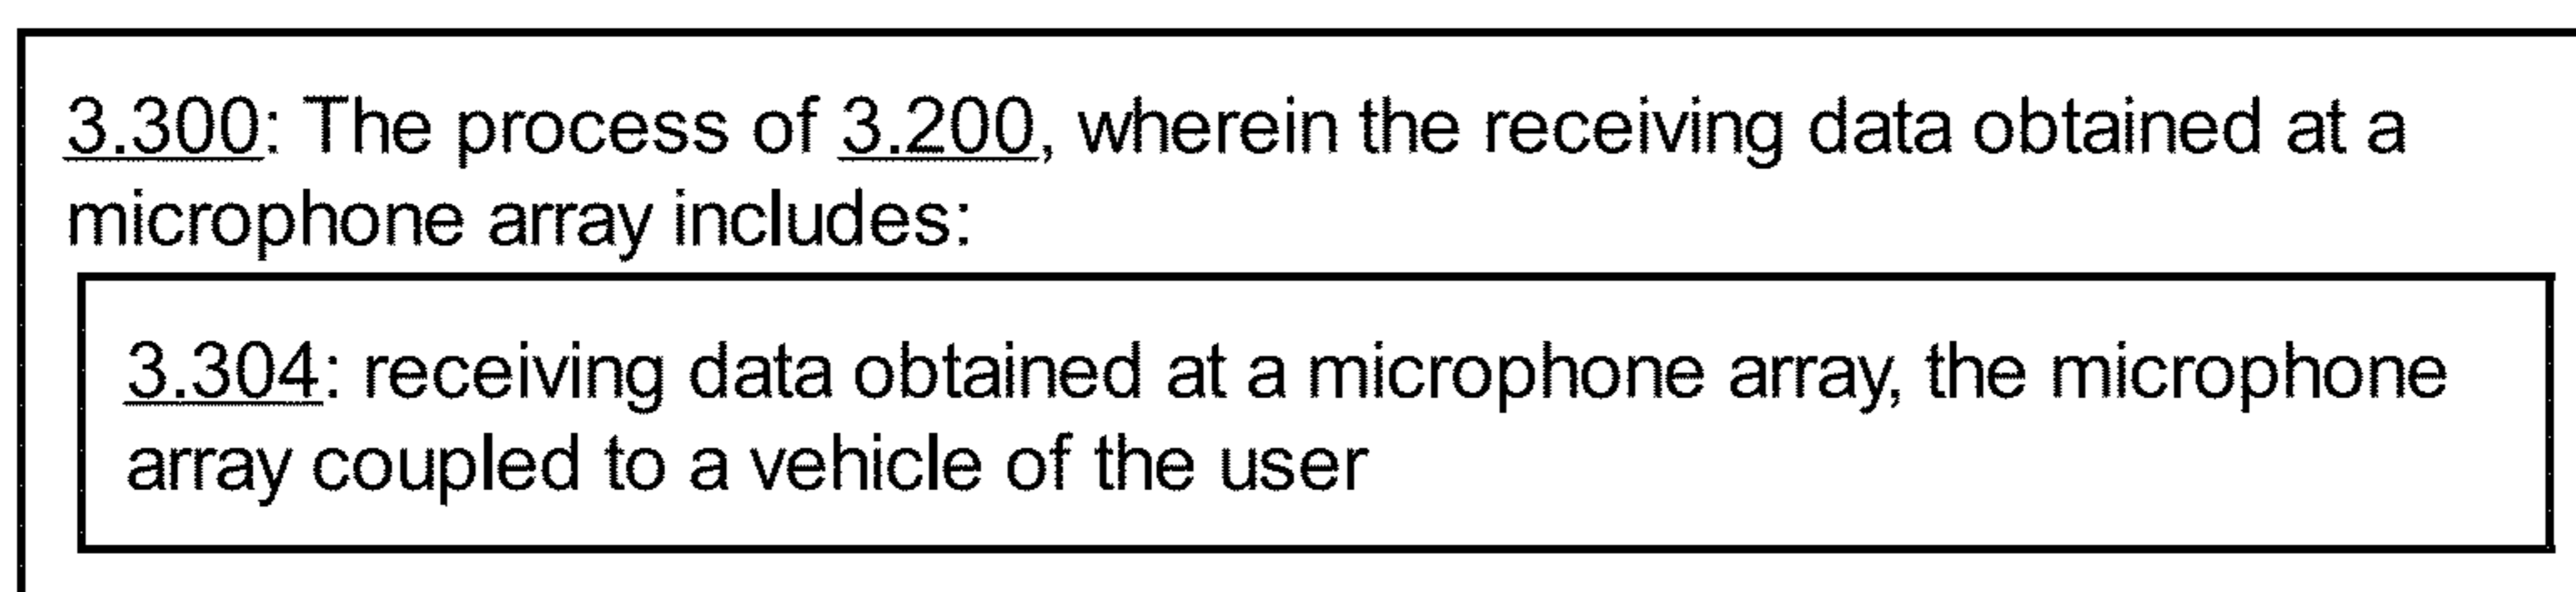 3.300: The process of 3.200, wherein the receiving data obtained at a
microphone array includes:
3.304: receiving data obtained at a microphone array, the microphone
array coupled to a vehicle of the user